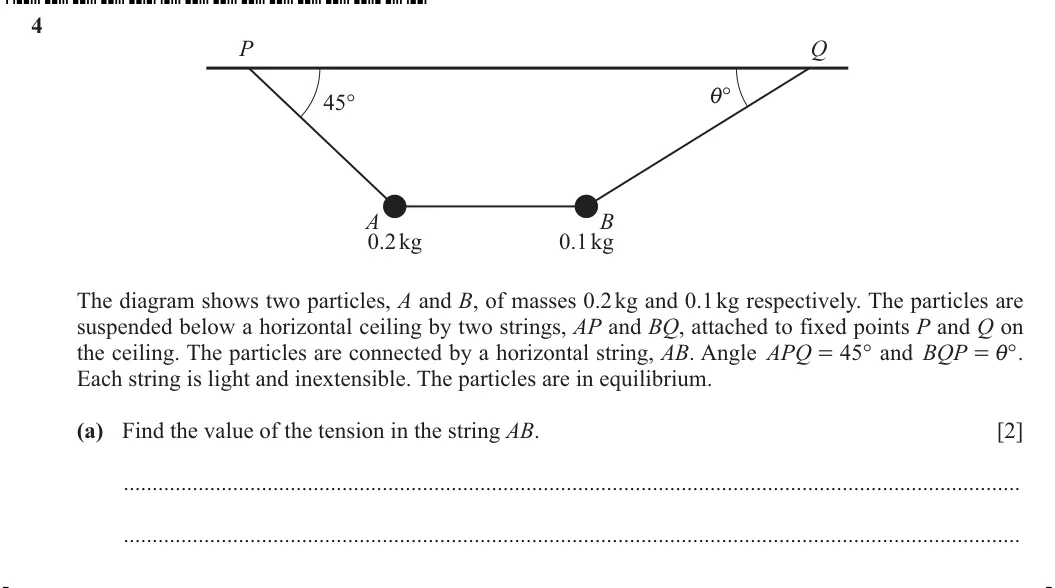 4
P
Q
45°
θ°
A
B
0.2 kg
0.1 kg
The diagram shows two particles, A and B, of masses 0.2 kg and 0.1 kg respectively. The particles are
suspended below a horizontal ceiling by two strings, AP and BQ, attached to fixed points P and Q on
the ceiling. The particles are connected by a horizontal string, AB. Angle APQ = 45° and BQP = θ°.
Each string is light and inextensible. The particles are in equilibrium.
(a) Find the value of the tension in the string AB. [2]